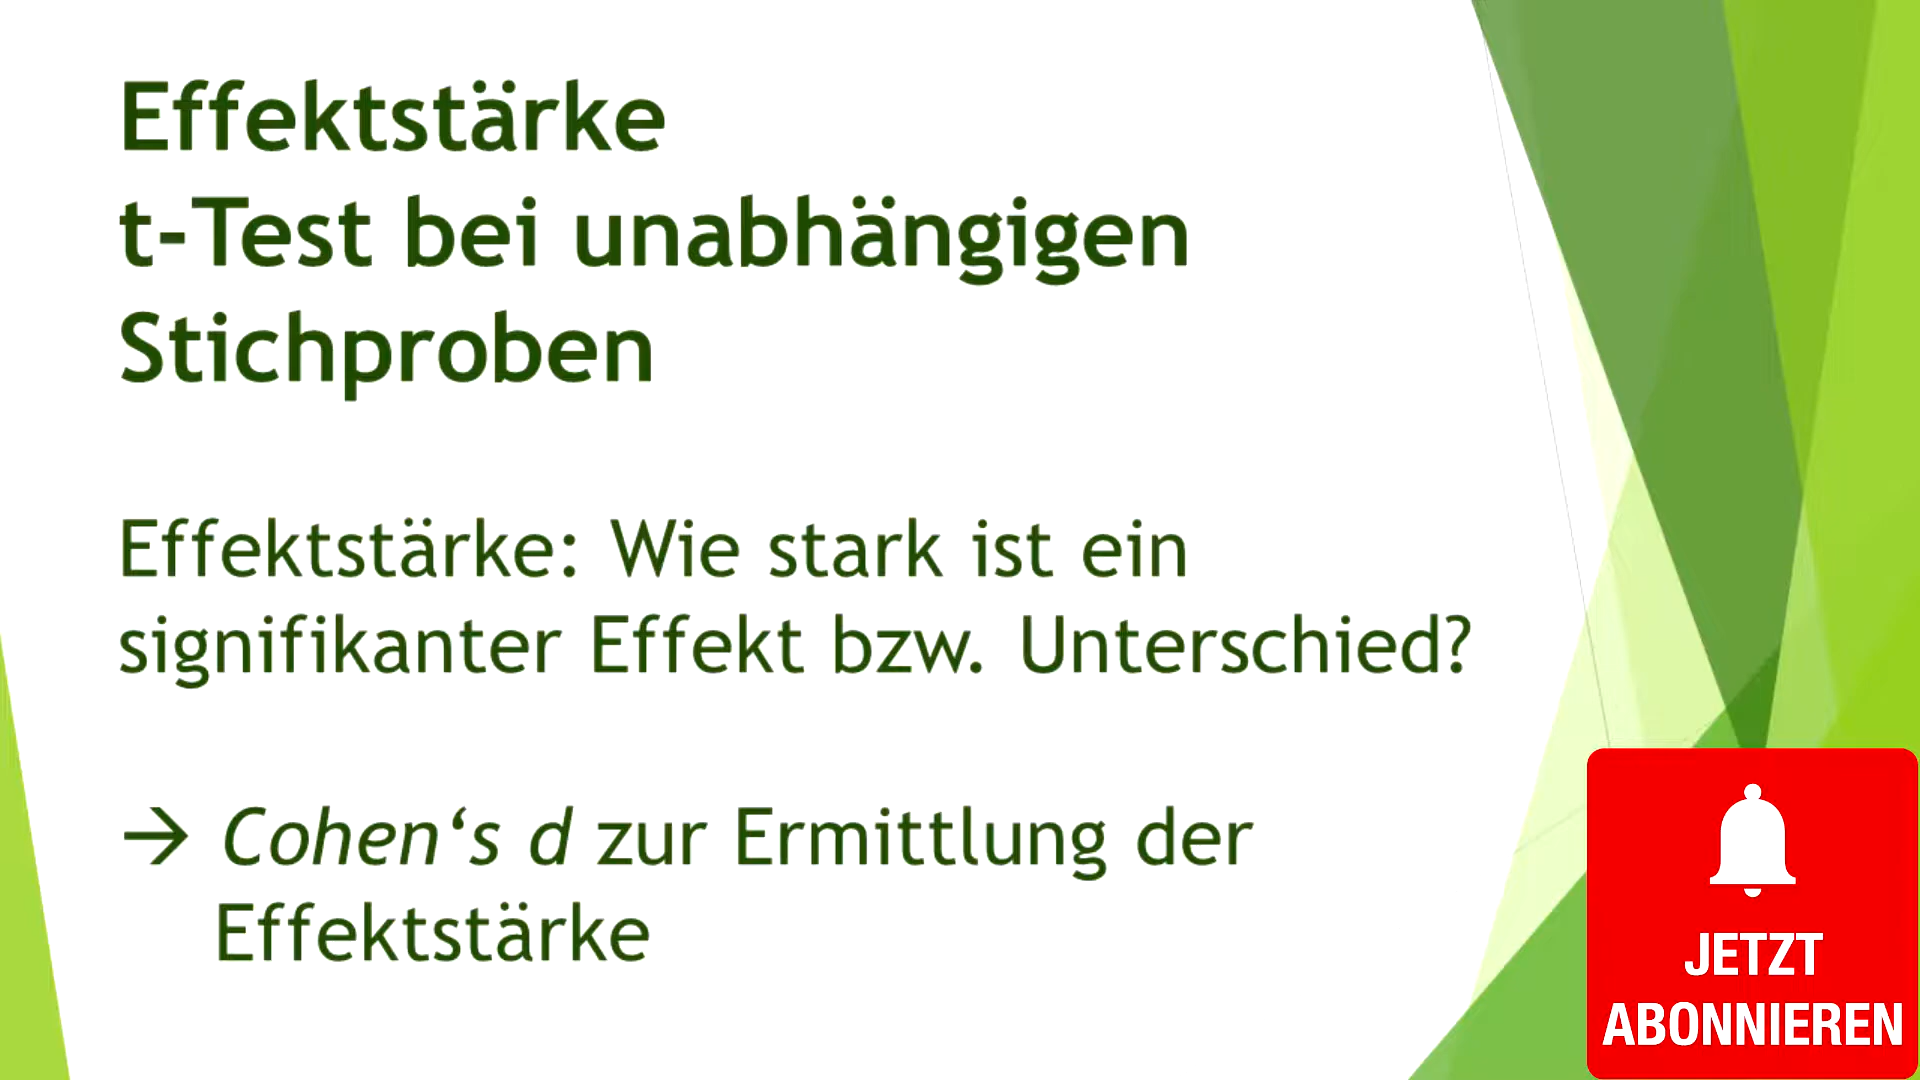 Effektstärke
t-Test bei unabhängigen
Stichproben
Effektstärke: Wie stark ist ein
signifikanter Effekt bzw. Unterschied?
→ Cohen‘s d zur Ermittlung der
Effektstärke
JETZT
ABONNIEREN